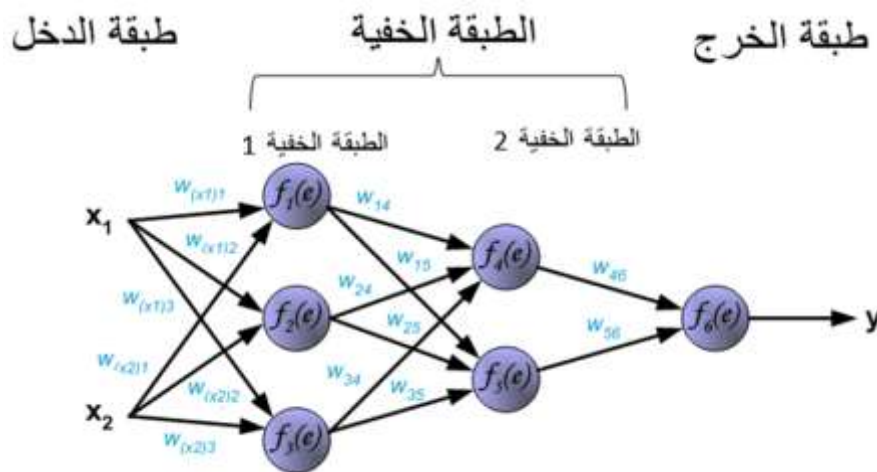 طبقة الدخل
الطبقة الخفية
طبقة الخرج
الطبقة الخفية 1
الطبقة الخفية 2
x1
x2
w(x1)1
w(x1)2
w(x1)3
w(x2)1
w(x2)2
w(x2)3
f1(e)
f2(e)
f3(e)
w14
w15
w24
w25
w34
w35
f4(e)
f5(e)
w46
w56
f6(e)
y